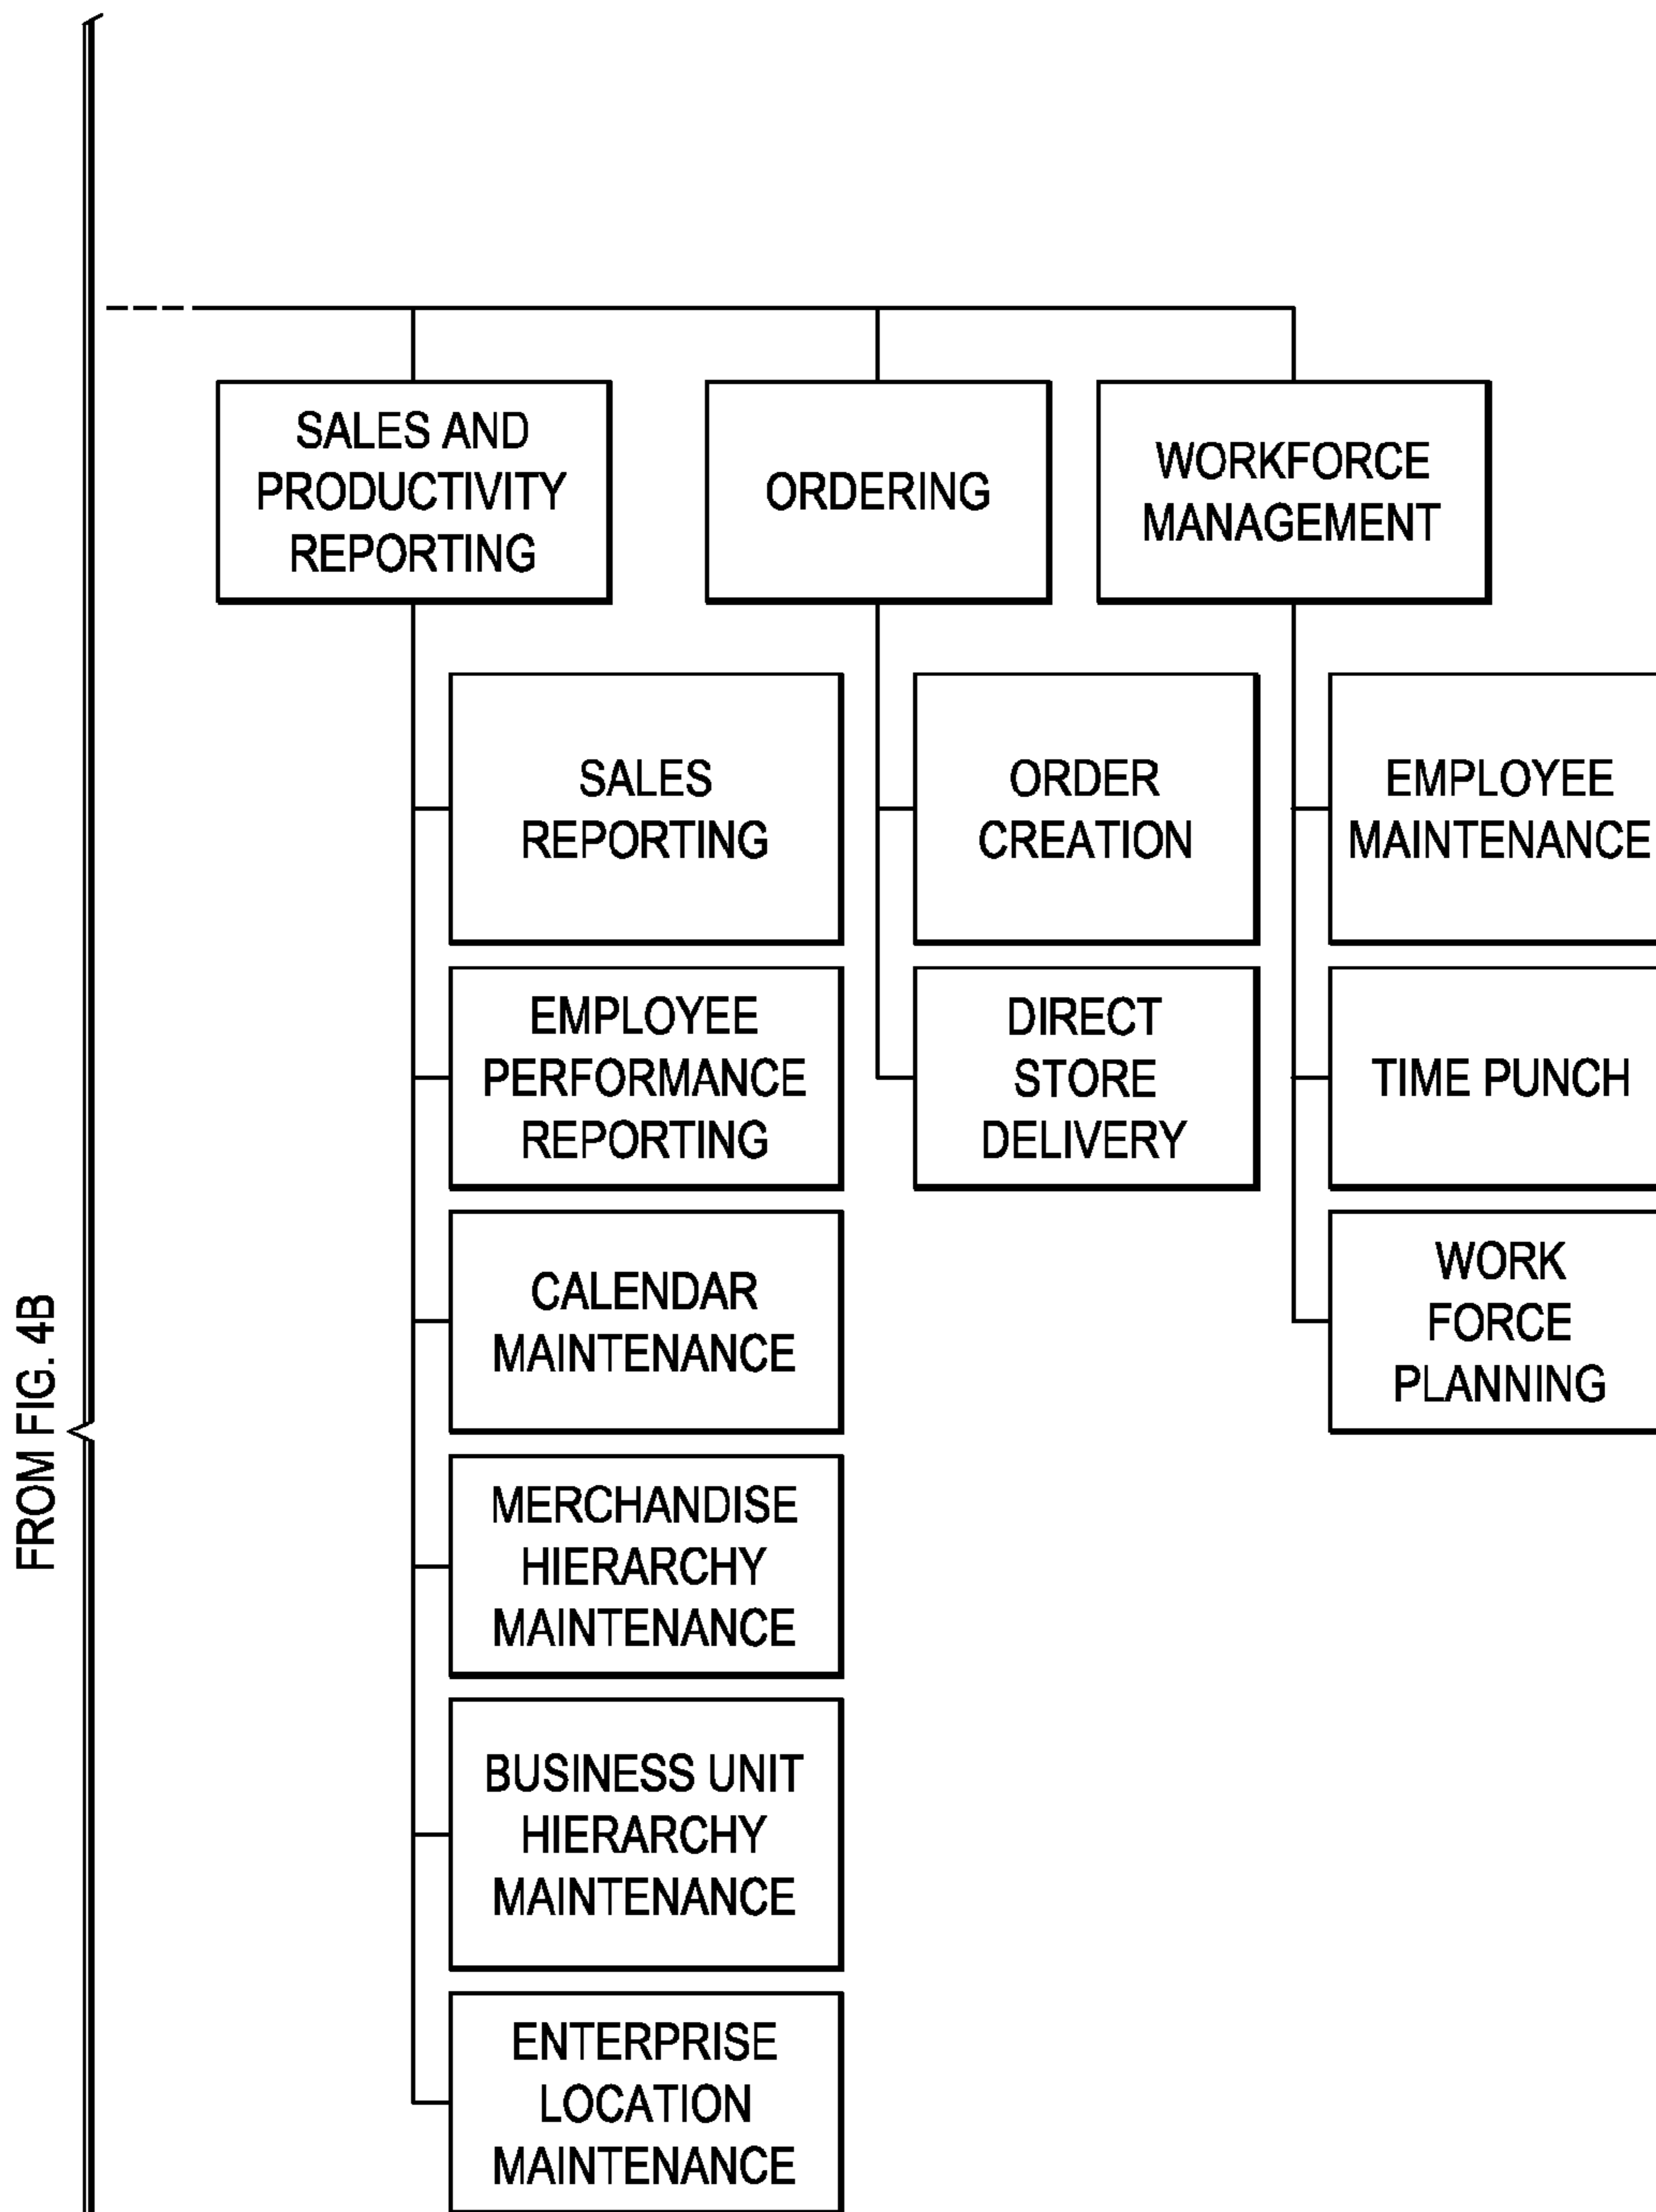 FROM FIG. 4B
SALES AND
PRODUCTIVITY
REPORTING
ORDERING
WORKFORCE
MANAGEMENT
SALES
REPORTING
EMPLOYEE
PERFORMANCE
REPORTING
CALENDAR
MAINTENANCE
MERCHANDISE
HIERARCHY
MAINTENANCE
BUSINESS UNIT
HIERARCHY
MAINTENANCE
ENTERPRISE
LOCATION
MAINTENANCE
ORDER
CREATION
DIRECT
STORE
DELIVERY
EMPLOYEE
MAINTENANCE
TIME PUNCH
WORK
FORCE
PLANNING